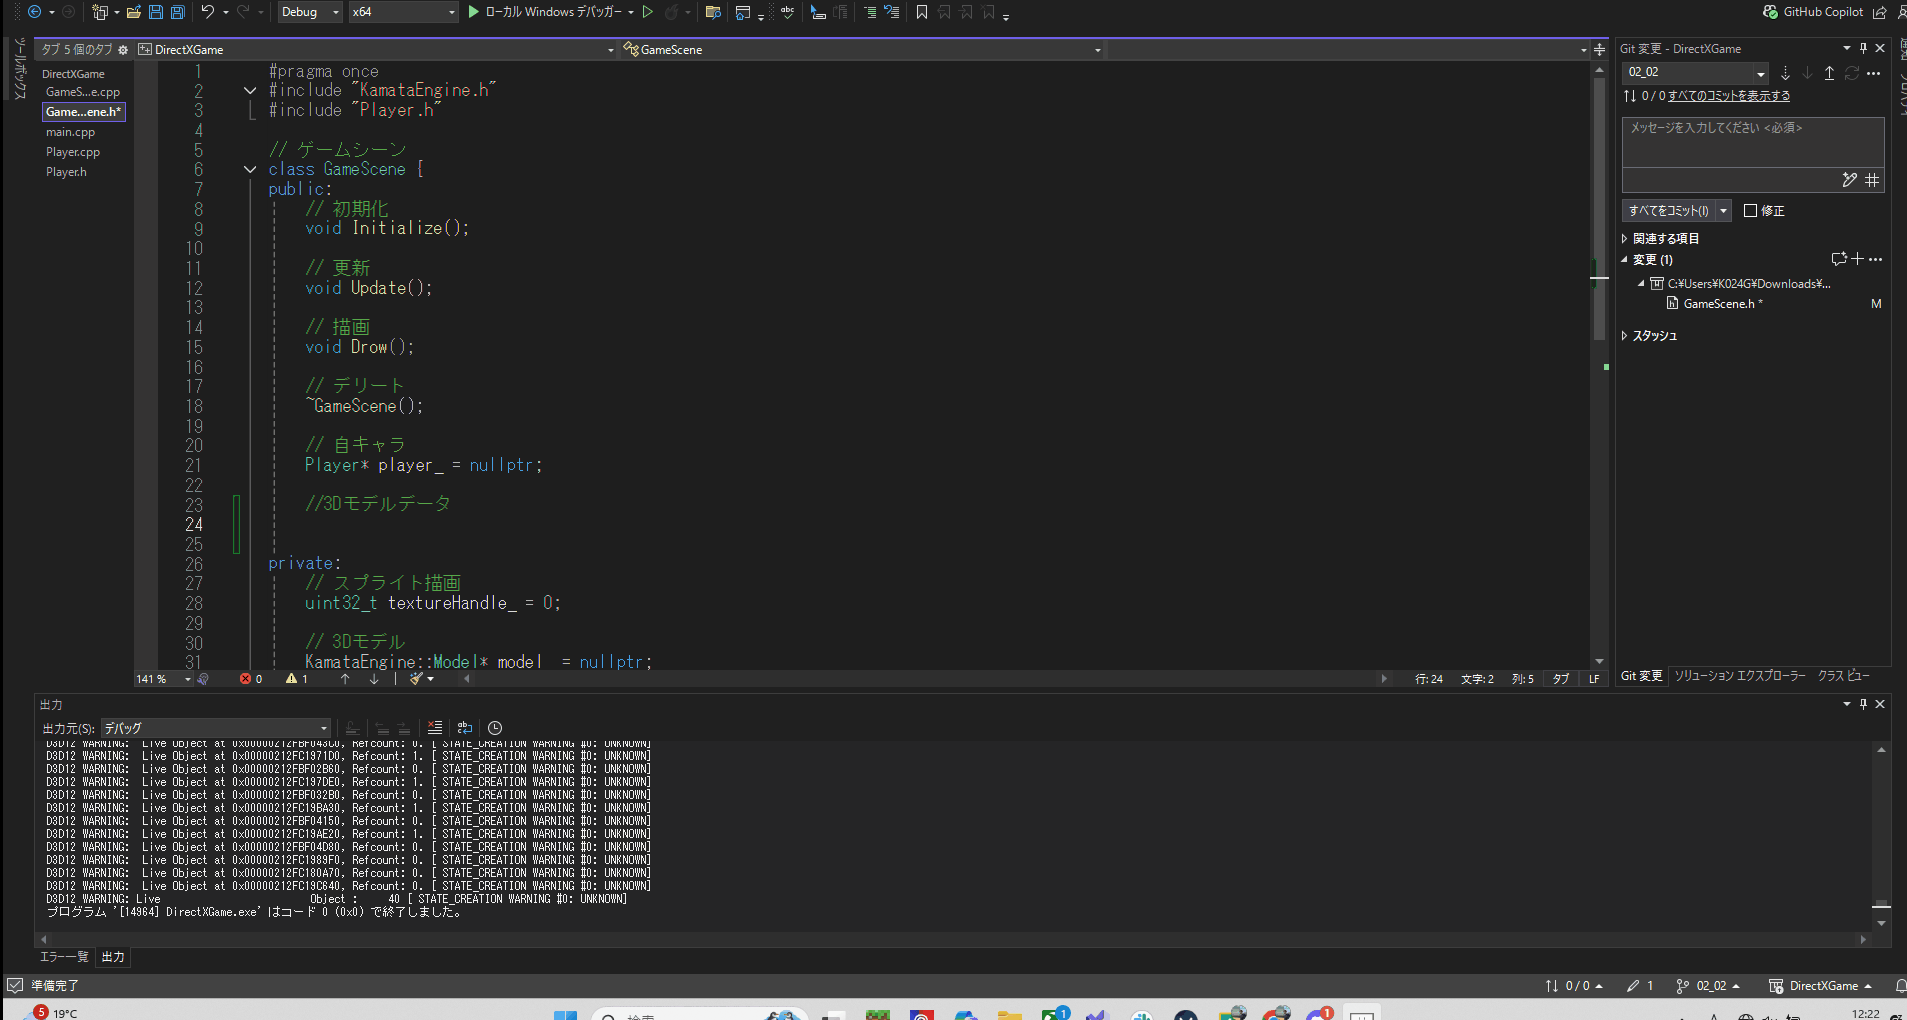 Debug
x64
ローカル Windows デバッガー
GitHub Copilot
ツールボックス
タブ 5 個のタブ
DirectXGame
GameScene
DirectXGame
GameS...e.cpp
Game...ene.h*
main.cpp
Player.cpp
Player.h
1 #pragma once
2 #include "KamataEngine.h"
3 #include "Player.h"
4
5 // ゲームシーン
6 class GameScene {
7 public:
8 // 初期化
9 void Initialize();
10
11 // 更新
12 void Update();
13
14 // 描画
15 void Drow();
16
17 // デリート
18 ~GameScene();
19
20 // 自キャラ
21 Player* player_ = nullptr;
22
23 //3Dモデルデータ
24
25
26 private:
27 // スプライト描画
28 uint32_t textureHandle_ = 0;
29
30 // 3Dモデル
31 KamataEngine::Model* model_ = nullptr;
141 %
0
1
行: 24
文字: 2
列: 5
タブ
LF
Git 変更 - DirectXGame
02_02
0 / 0 すべてのコミットを表示する
メッセージを入力してください <必須>
すべてをコミット(I)
修正
関連する項目
変更 (1)
C:¥Users¥K024G¥Downloads¥...
GameScene.h *
M
スタッシュ
Git 変更
ソリューション エクスプローラー
クラス ビュー
出力
出力元(S): デバッグ
D3D12 WARNING: Live Object at 0x00000212FBF043C0, Refcount: 0. [ STATE_CREATION WARNING #0: UNKNOWN]
D3D12 WARNING: Live Object at 0x00000212FC1971D0, Refcount: 1. [ STATE_CREATION WARNING #0: UNKNOWN]
D3D12 WARNING: Live Object at 0x00000212FBF02B60, Refcount: 0. [ STATE_CREATION WARNING #0: UNKNOWN]
D3D12 WARNING: Live Object at 0x00000212FC197DE0, Refcount: 1. [ STATE_CREATION WARNING #0: UNKNOWN]
D3D12 WARNING: Live Object at 0x00000212FBF032B0, Refcount: 0. [ STATE_CREATION WARNING #0: UNKNOWN]
D3D12 WARNING: Live Object at 0x00000212FC19BA30, Refcount: 1. [ STATE_CREATION WARNING #0: UNKNOWN]
D3D12 WARNING: Live Object at 0x00000212FBF04150, Refcount: 0. [ STATE_CREATION WARNING #0: UNKNOWN]
D3D12 WARNING: Live Object at 0x00000212FC19AE20, Refcount: 1. [ STATE_CREATION WARNING #0: UNKNOWN]
D3D12 WARNING: Live Object at 0x00000212FBF04D80, Refcount: 0. [ STATE_CREATION WARNING #0: UNKNOWN]
D3D12 WARNING: Live Object at 0x00000212FC1989F0, Refcount: 1. [ STATE_CREATION WARNING #0: UNKNOWN]
D3D12 WARNING: Live Object at 0x00000212FC180A70, Refcount: 0. [ STATE_CREATION WARNING #0: UNKNOWN]
D3D12 WARNING: Live Object at 0x00000212FC19C640, Refcount: 0. [ STATE_CREATION WARNING #0: UNKNOWN]
D3D12 WARNING: Live Object : 40 [ STATE_CREATION WARNING #0: UNKNOWN]
プログラム '[14964] DirectXGame.exe' はコード 0 (0x0) で終了しました。
エラー一覧
出力
準備完了
0 / 0
1
02_02
DirectXGame
5
19°C
検索
1
1
12:22